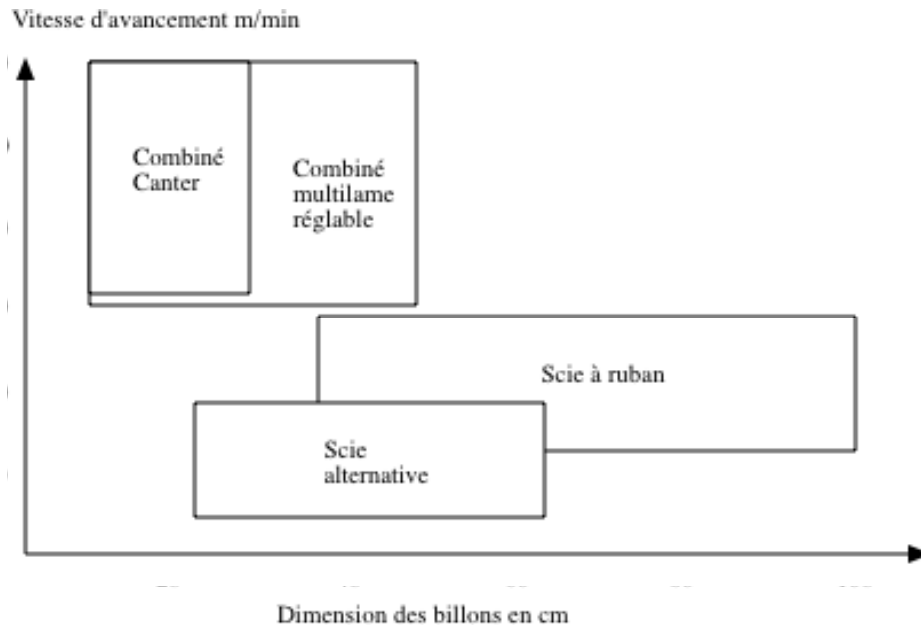 Vitesse d'avancement m/min
Combiné
Canter
Combiné
multilame
réglable
Scie à ruban
Scie
alternative
Dimension des billons en cm